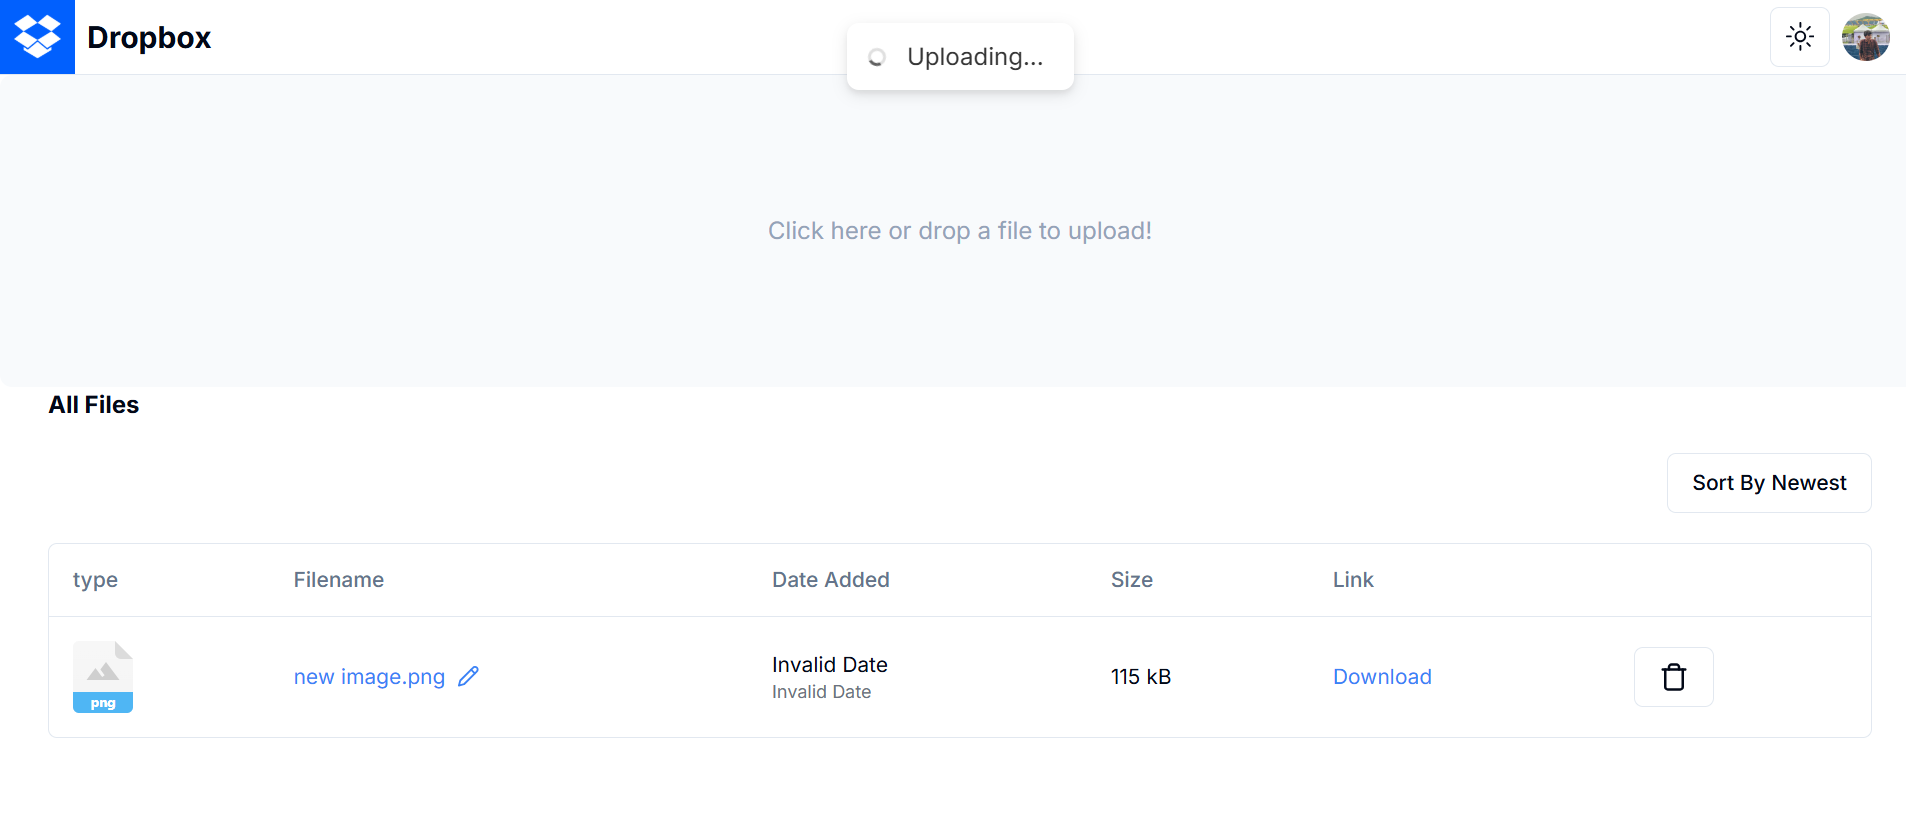 Dropbox
Uploading...
Click here or drop a file to upload!
All Files
Sort By Newest
type Filename Date Added Size Link
png new image.png Invalid Date 115 kB Download
Invalid Date